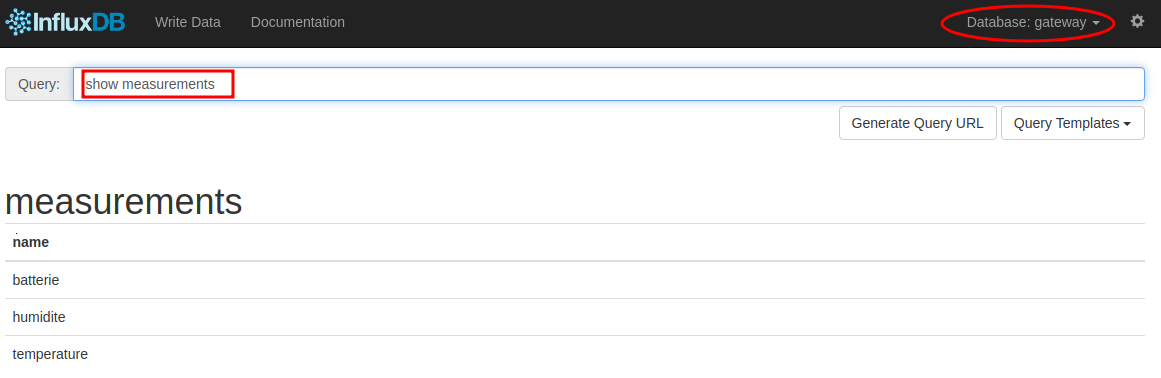 InfluxDB Write Data Documentation Database: gateway
Query: show measurements
Generate Query URL Query Templates
measurements
name
batterie
humidite
temperature